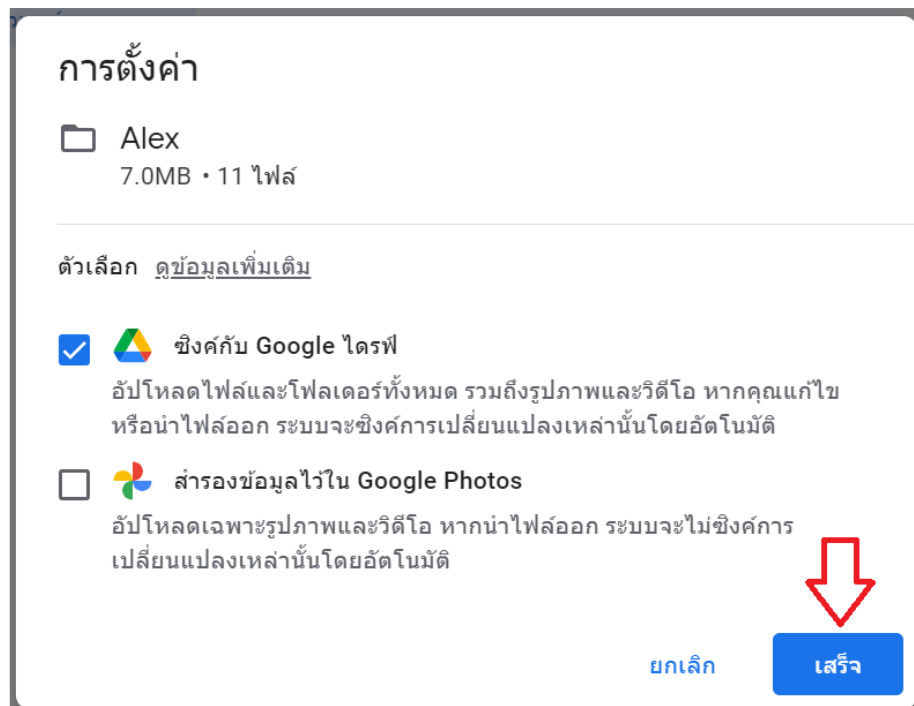 การตั้งค่า
Alex
7.0MB • 11 ไฟล์
ตัวเลือก ดูข้อมูลเพิ่มเติม
ซิงค์กับ Google ไดรฟ์
อัปโหลดไฟล์และโฟลเดอร์ทั้งหมด รวมถึงรูปภาพและวิดีโอ หากคุณแก้ไข
หรือนำไฟล์ออก ระบบจะซิงค์การเปลี่ยนแปลงเหล่านั้นโดยอัตโนมัติ
สำรองข้อมูลไว้ใน Google Photos
อัปโหลดเฉพาะรูปภาพและวิดีโอ หากนำไฟล์ออก ระบบจะไม่ซิงค์การ
เปลี่ยนแปลงเหล่านั้นโดยอัตโนมัติ
ยกเลิก เสร็จ